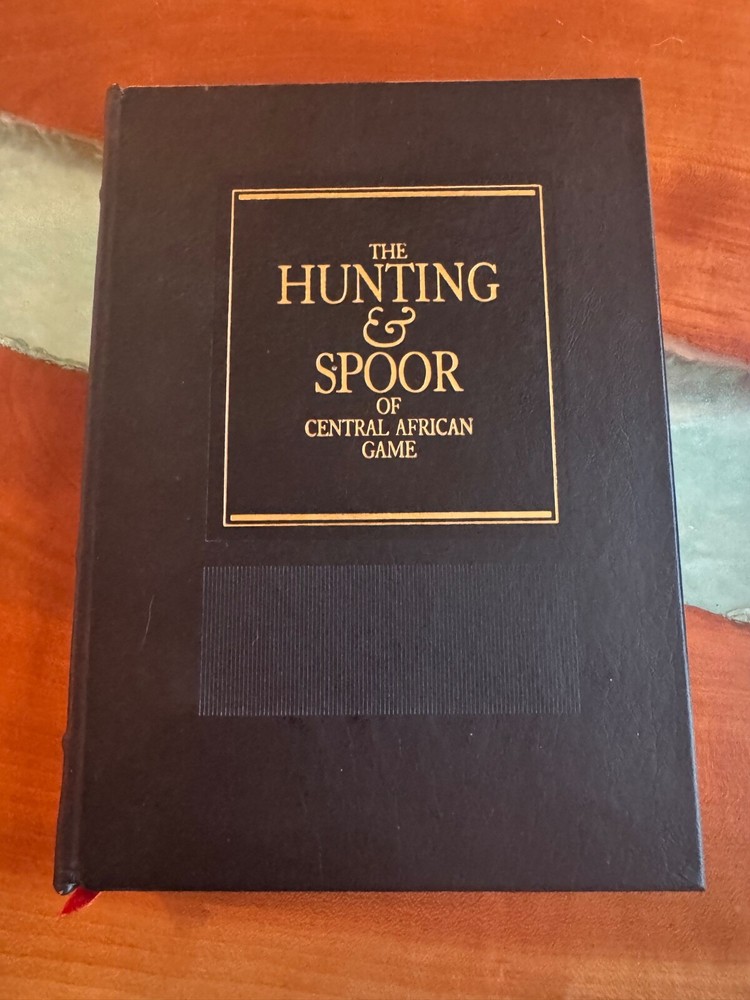 THE
HUNTING
&
SPOOR
OF
CENTRAL AFRICAN
GAME